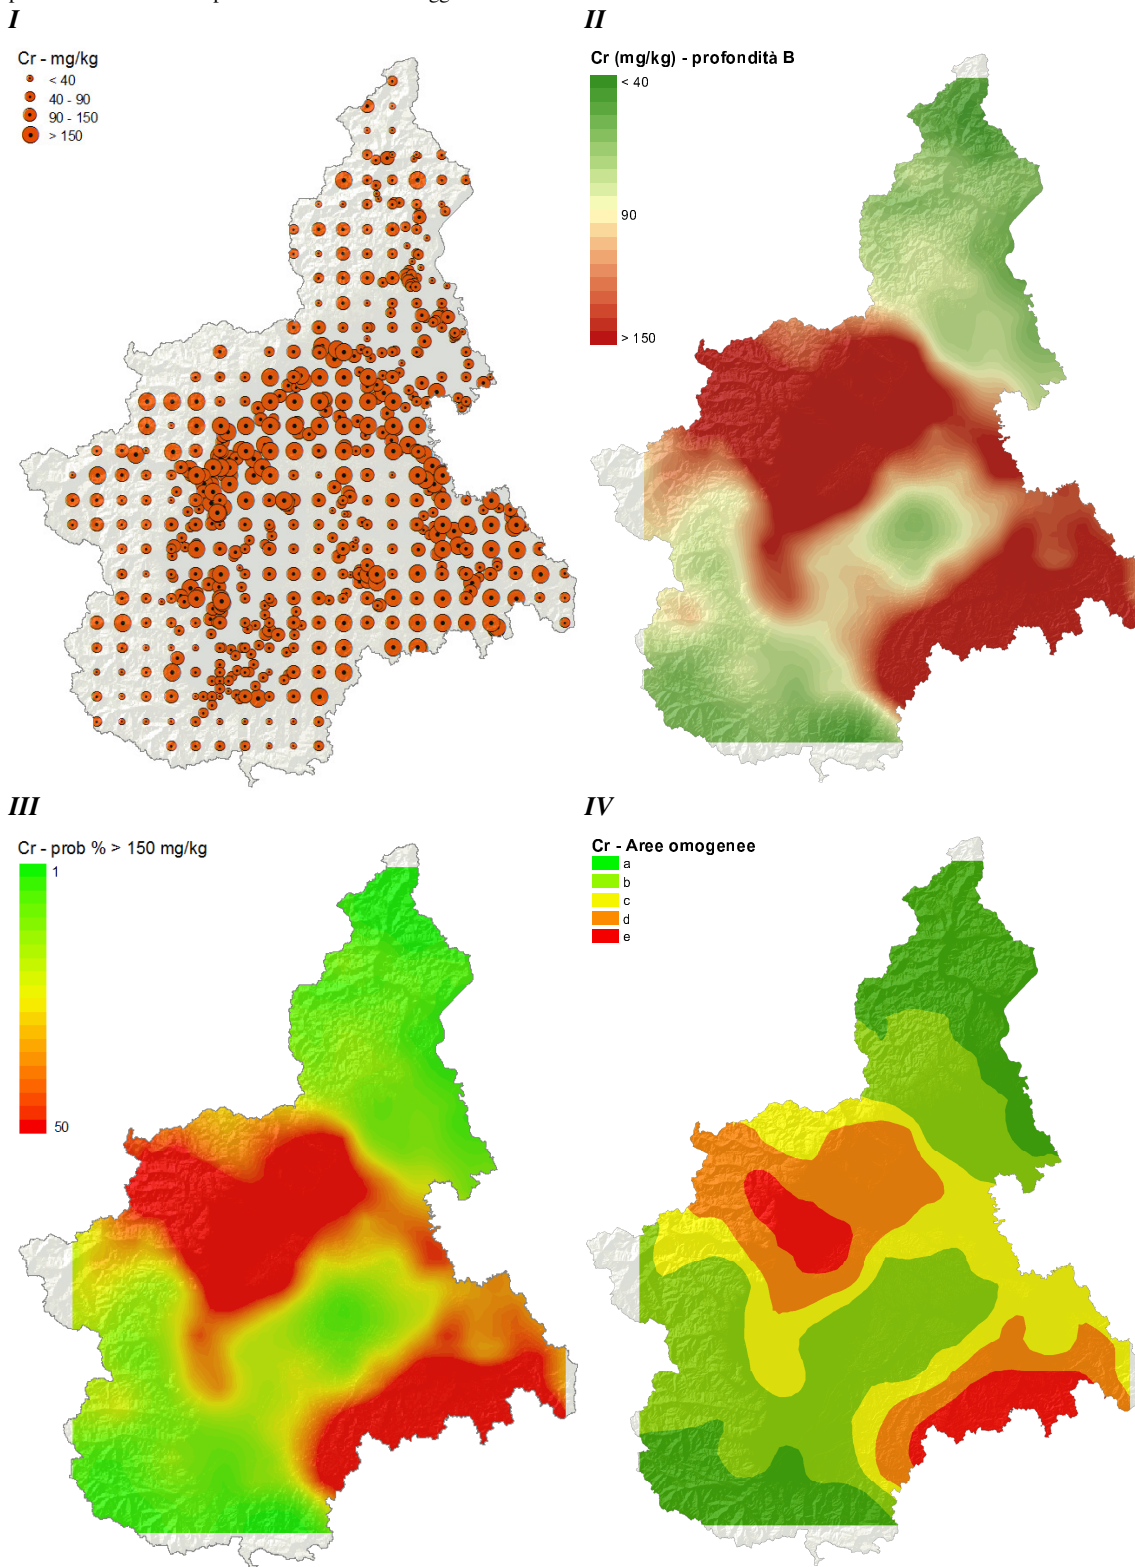 I
II
Cr - mg/kg
< 40
40 - 90
90 - 150
> 150
Cr (mg/kg) - profondità B
< 40
90
> 150
III
IV
Cr - prob % > 150 mg/kg
1
50
Cr - Aree omogenee
a
b
c
d
e